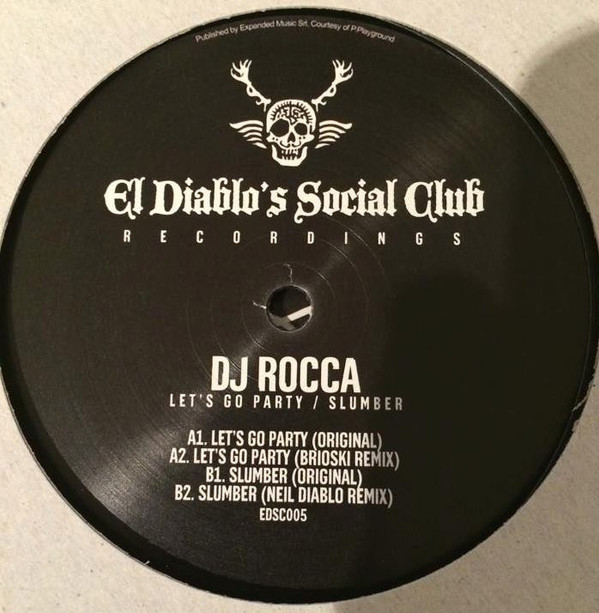 Published by Expanded Music Srl. Courtesy of P.Playground
El Diablo's Social Club
RECORDINGS
DJ ROCCA
LET'S GO PARTY / SLUMBER
A1. LET'S GO PARTY (ORIGINAL)
A2. LET'S GO PARTY (BRIOSKI REMIX)
B1. SLUMBER (ORIGINAL)
B2. SLUMBER (NEIL DIABLO REMIX)
EDSC005